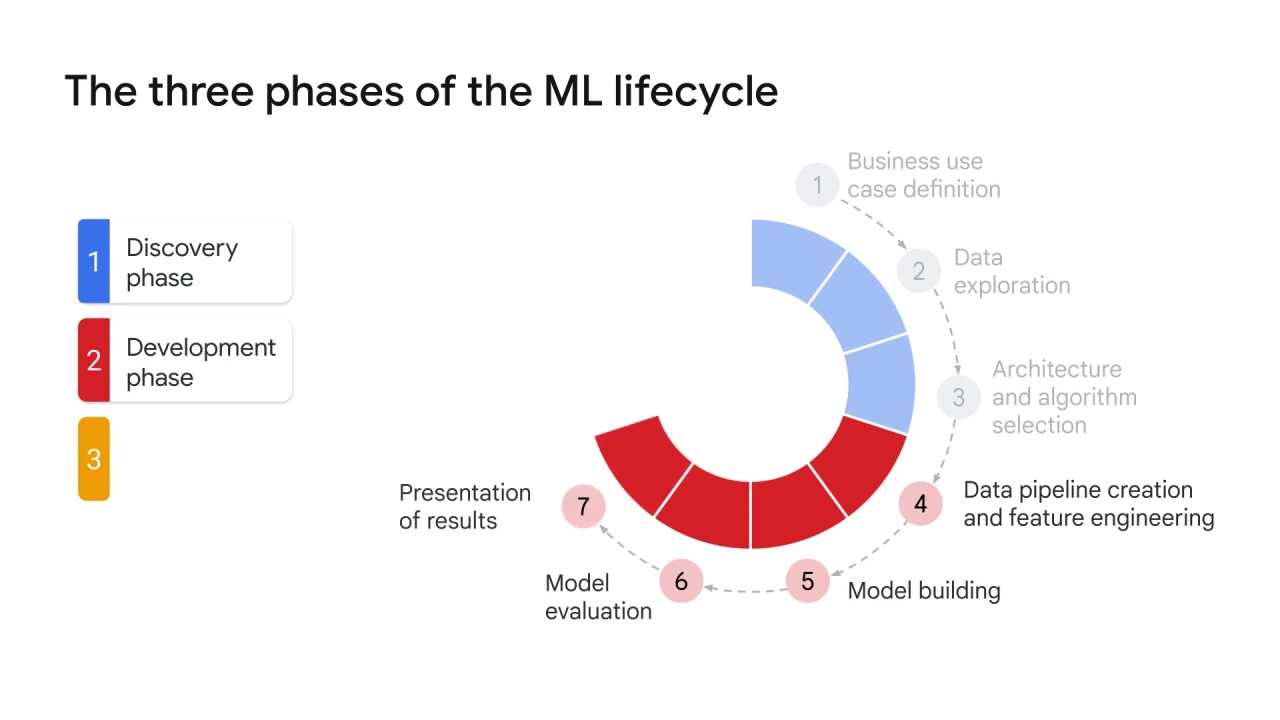 The three phases of the ML lifecycle
1
Discovery
phase
2
Development
phase
3
1
Business use
case definition
2
Data
exploration
3
Architecture
and algorithm
selection
4
Data pipeline creation
and feature engineering
5
Model building
6
Model
evaluation
7
Presentation
of results